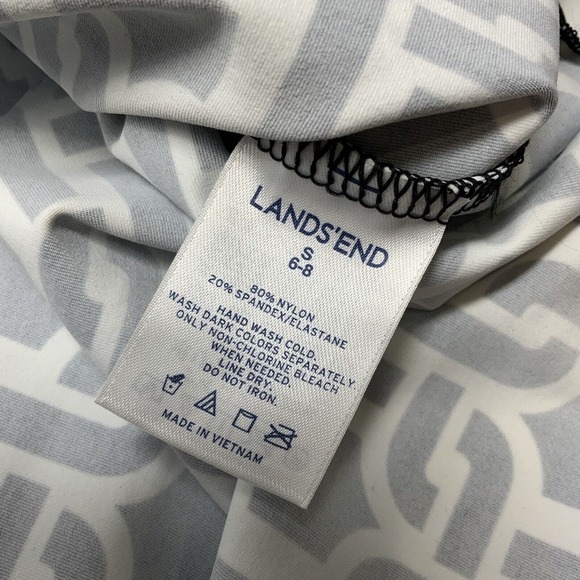 LANDS'END
S
6-8
80% NYLON
20% SPANDEX/ELASTANE
HAND WASH COLD.
WASH DARK COLORS SEPARATELY.
ONLY NON-CHLORINE BLEACH
WHEN NEEDED.
LINE DRY.
DO NOT IRON.
MADE IN VIETNAM